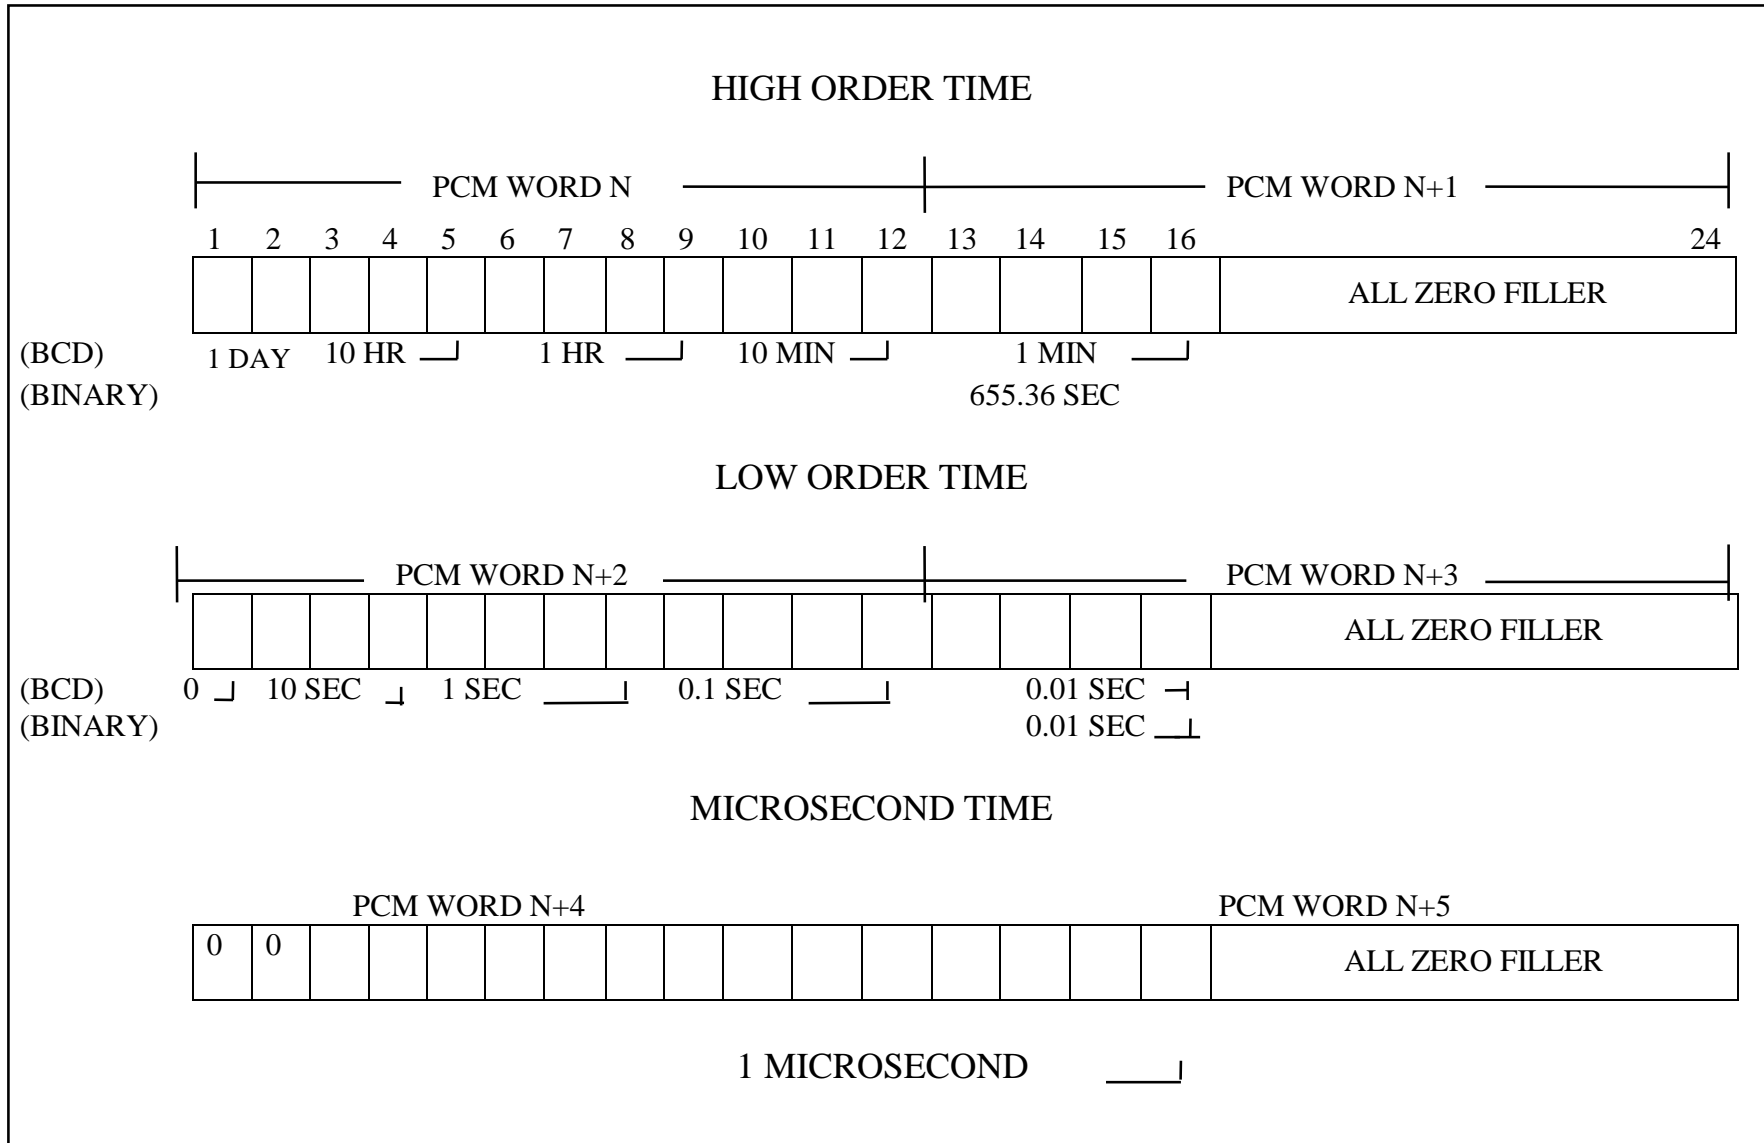 HIGH ORDER TIME
PCM WORD N PCM WORD N+1
1 2 3 4 5 6 7 8 9 10 11 12 13 14 15 16 24
ALL ZERO FILLER
(BCD) 1 DAY 10 HR 1 HR 10 MIN 1 MIN
(BINARY) 655.36 SEC
LOW ORDER TIME
PCM WORD N+2 PCM WORD N+3
ALL ZERO FILLER
(BCD) 0 10 SEC 1 SEC 0.1 SEC 0.01 SEC
(BINARY) 0.01 SEC
MICROSECOND TIME
PCM WORD N+4 PCM WORD N+5
0 0 ALL ZERO FILLER
1 MICROSECOND